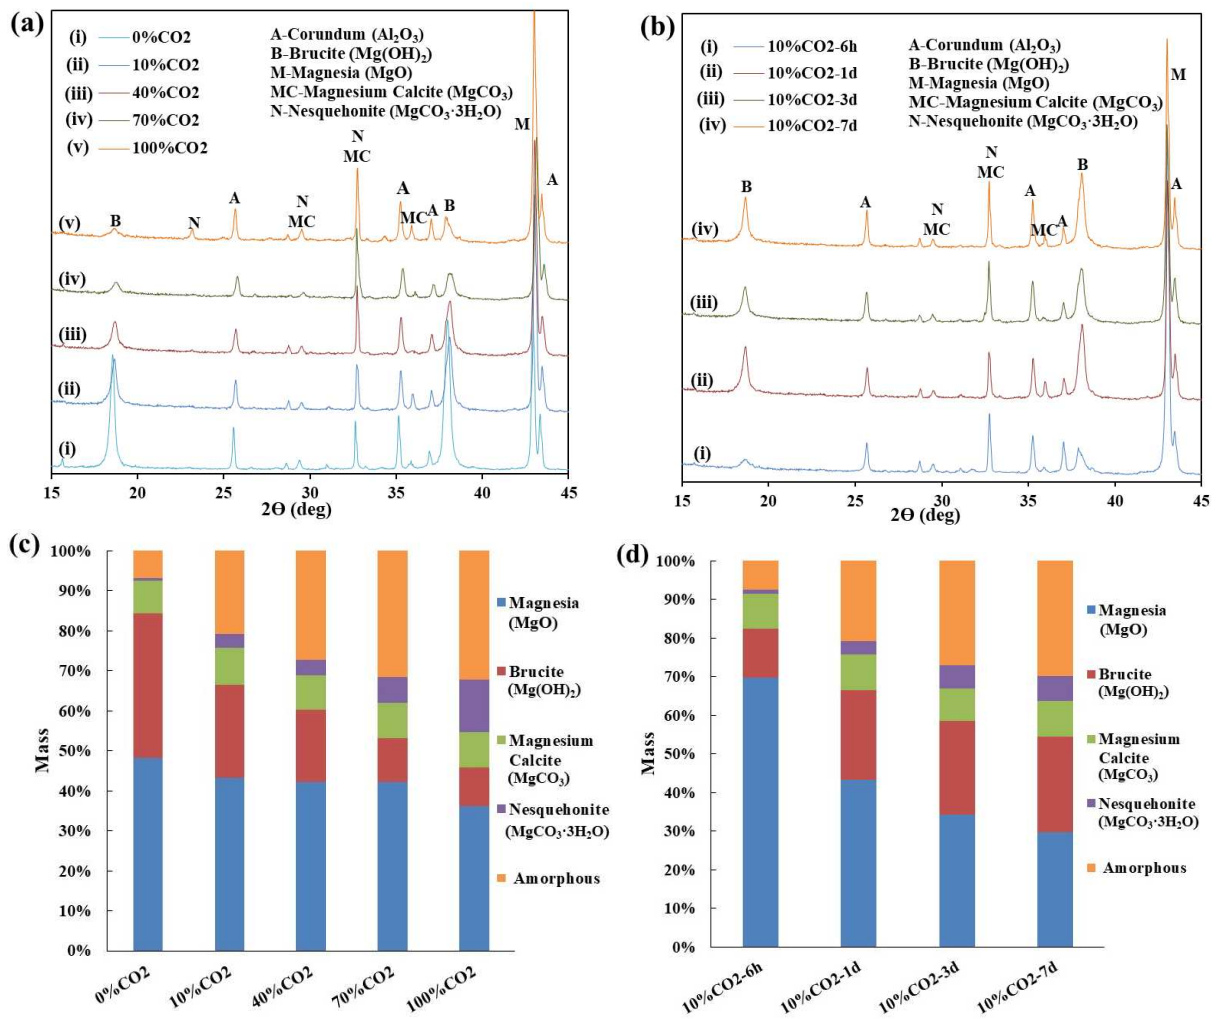 (a)
(i) 0%CO2
(ii) 10%CO2
(iii) 40%CO2
(iv) 70%CO2
(v) 100%CO2
A-Corundum (Al₂O₃)
B-Brucite (Mg(OH)₂)
M-Magnesia (MgO)
MC-Magnesium Calcite (MgCO₃)
N-Nesquehonite (MgCO₃·3H₂O)
M
N
MC
A
A
B
N
A
N
MC
MC
A
B
(v)
(iv)
(iii)
(ii)
(i)
15 20 25 30 35 40 45
2Θ (deg)
(b)
(i) 10%CO2-6h
(ii) 10%CO2-1d
(iii) 10%CO2-3d
(iv) 10%CO2-7d
A-Corundum (Al₂O₃)
B-Brucite (Mg(OH)₂)
M-Magnesia (MgO)
MC-Magnesium Calcite (MgCO₃)
N-Nesquehonite (MgCO₃·3H₂O)
M
N
MC
B
A
B
A
N
MC
A
MC
A
(iv)
(iii)
(ii)
(i)
15 20 25 30 35 40 45
2Θ (deg)
(c)
100%
90%
80%
70%
60%
50%
40%
30%
20%
10%
0%
Mass
0%CO2
10%CO2
40%CO2
70%CO2
100%CO2
Magnesia
(MgO)
Brucite
(Mg(OH)₂)
Magnesium
Calcite
(MgCO₃)
Nesquehonite
(MgCO₃·3H₂O)
Amorphous
(d)
100%
90%
80%
70%
60%
50%
40%
30%
20%
10%
0%
Mass
10%CO2-6h
10%CO2-1d
10%CO2-3d
10%CO2-7d
Magnesia
(MgO)
Brucite
(Mg(OH)₂)
Magnesium
Calcite
(MgCO₃)
Nesquehonite
(MgCO₃·3H₂O)
Amorphous